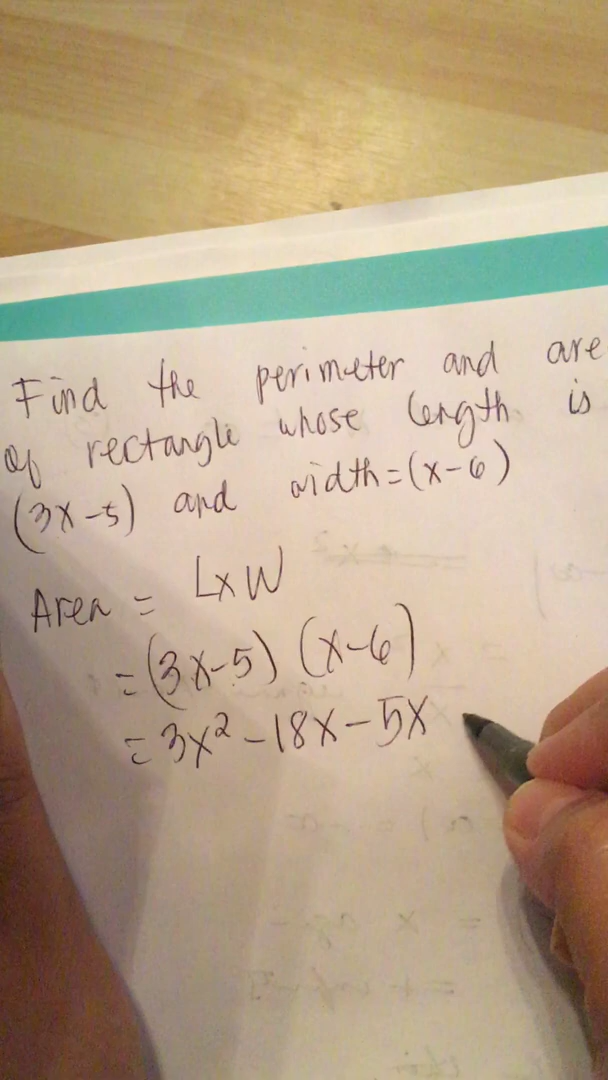 Find the perimeter and are
of rectangle whose length is
(3x-5) and width=(x-6)
Area = LxW
=(3x-5) (x-6)
=3x²-18x-5x